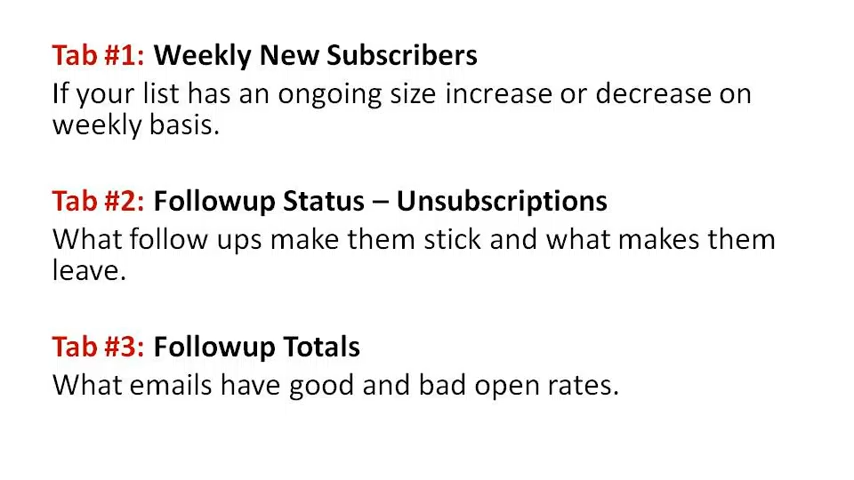 Tab #1: Weekly New Subscribers
If your list has an ongoing size increase or decrease on
weekly basis.
Tab #2: Followup Status – Unsubscriptions
What follow ups make them stick and what makes them
leave.
Tab #3: Followup Totals
What emails have good and bad open rates.